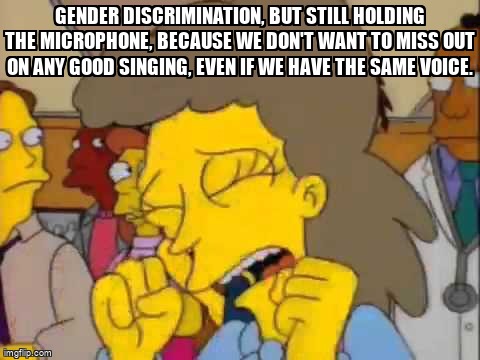 GENDER DISCRIMINATION, BUT STILL HOLDING
THE MICROPHONE, BECAUSE WE DON'T WANT TO MISS OUT
ON ANY GOOD SINGING, EVEN IF WE HAVE THE SAME VOICE.
imgflip.com